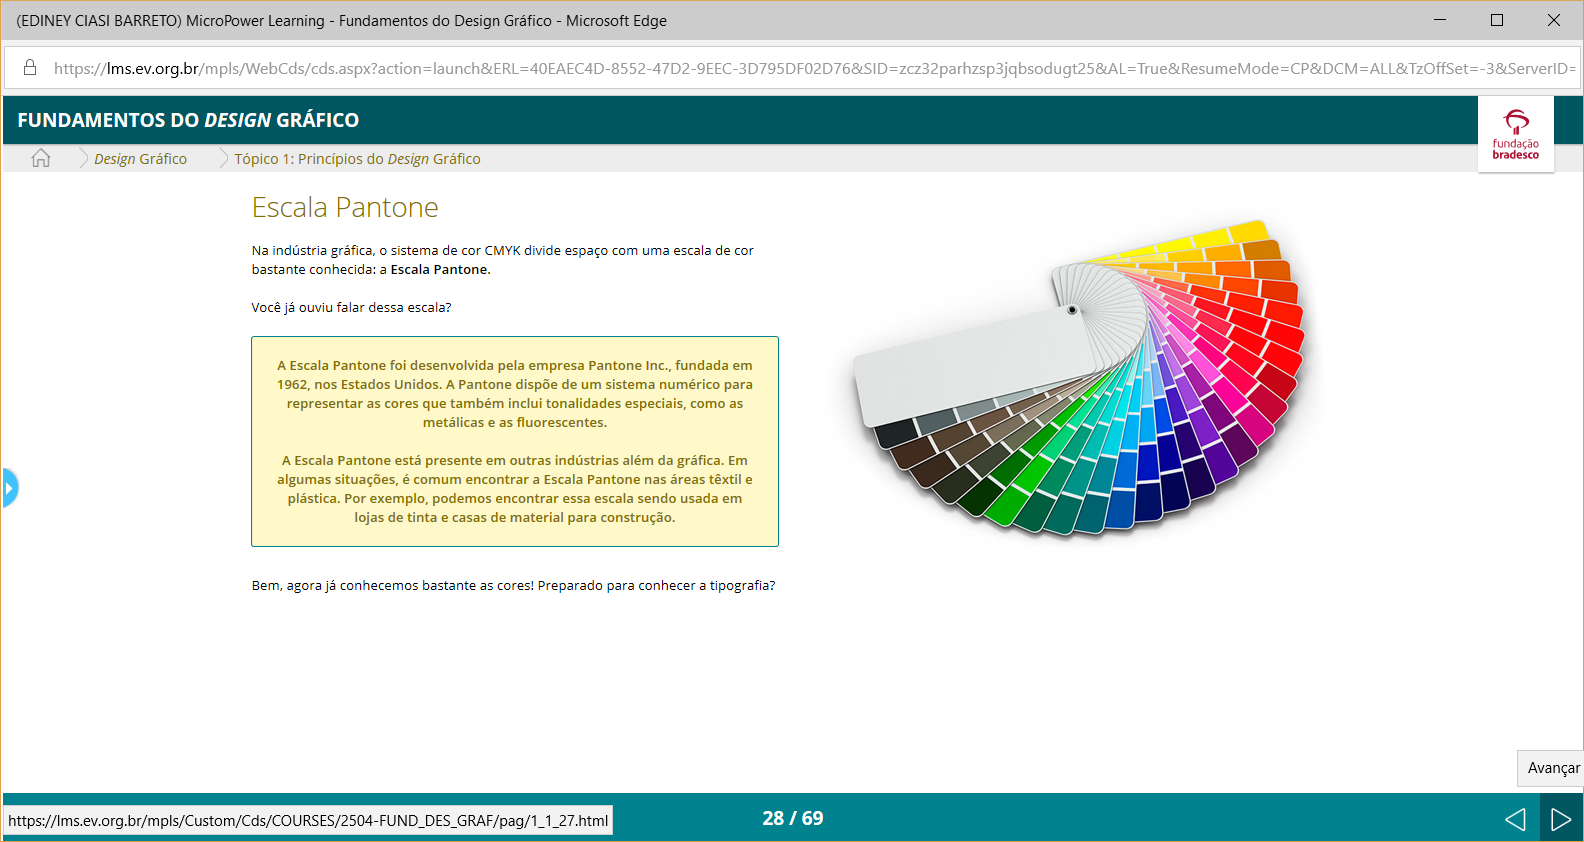 (EDINEY CIASI BARRETO) MicroPower Learning - Fundamentos do Design Gráfico - Microsoft Edge
https://lms.ev.org.br/mpls/WebCds/cds.aspx?action=launch&ERL=40EAEC4D-8552-47D2-9EEC-3D795DF02D76&SID=zcz32parhzsp3jqbsodugt25&AL=True&ResumeMode=CP&DCM=ALL&TzOffSet=-3&ServerID=
FUNDAMENTOS DO DESIGN GRÁFICO
fundação
bradesco
Design Gráfico
Tópico 1: Princípios do Design Gráfico
Escala Pantone
Na indústria gráfica, o sistema de cor CMYK divide espaço com uma escala de cor
bastante conhecida: a Escala Pantone.
Você já ouviu falar dessa escala?
A Escala Pantone foi desenvolvida pela empresa Pantone Inc., fundada em
1962, nos Estados Unidos. A Pantone dispõe de um sistema numérico para
representar as cores que também inclui tonalidades especiais, como as
metálicas e as fluorescentes.
A Escala Pantone está presente em outras indústrias além da gráfica. Em
algumas situações, é comum encontrar a Escala Pantone nas áreas têxtil e
plástica. Por exemplo, podemos encontrar essa escala sendo usada em
lojas de tinta e casas de material para construção.
Bem, agora já conhecemos bastante as cores! Preparado para conhecer a tipografia?
Avançar
https://lms.ev.org.br/mpls/Custom/Cds/COURSES/2504-FUND_DES_GRAF/pag/1_1_27.html
28 / 69